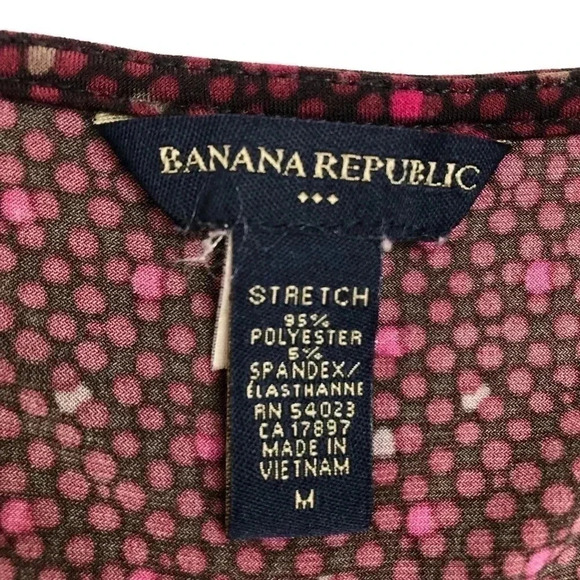 BANANA REPUBLIC
STRETCH
95%
POLYESTER
5%
SPANDEX/
ÉLASTHANNE
RN 54023
CA 17897
MADE IN
VIETNAM
M